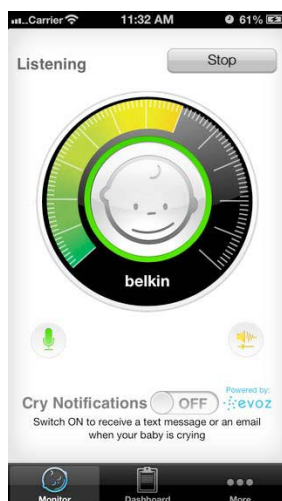 ..Carrier 11:32 AM 61%
Listening Stop
belkin
Powered by:
Cry Notifications OFF evoz
Switch ON to receive a text message or an email
when your baby is crying
Monitor Dashboard More